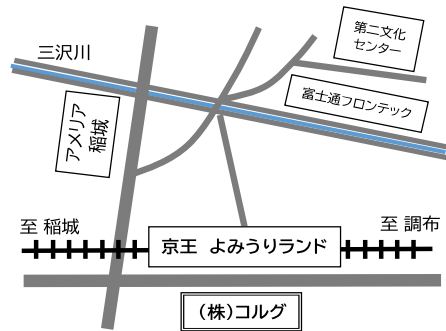 第二文化
センター
三沢川
富士通フロンテック
アメリア
稲城
至 稲城
至 調布
京王 よみうりランド
(株)コルグ